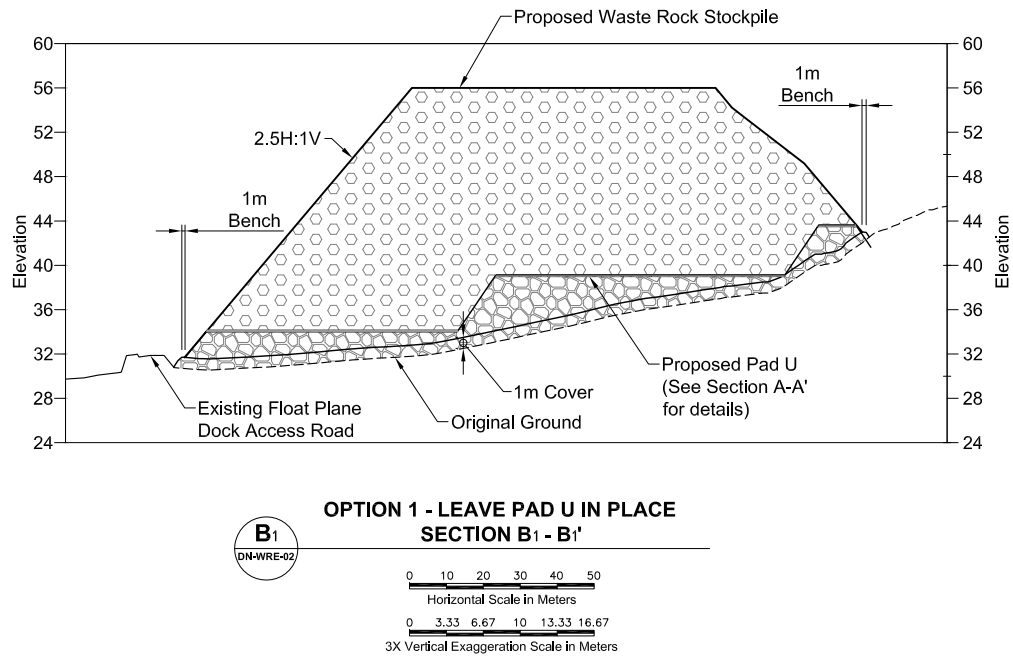 Proposed Waste Rock Stockpile
60
56
52
48
44
40
36
32
28
24
Elevation
60
56
52
48
44
40
36
32
28
24
Elevation
1m
Bench
2.5H:1V
1m
Bench
Existing Float Plane
Dock Access Road
Original Ground
1m Cover
Proposed Pad U
(See Section A-A'
for details)
OPTION 1 - LEAVE PAD U IN PLACE
SECTION B1 - B1'
B1
DN-WRE-02
0 10 20 30 40 50
Horizontal Scale in Meters
0 3.33 6.67 10 13.33 16.67
3X Vertical Exaggeration Scale in Meters